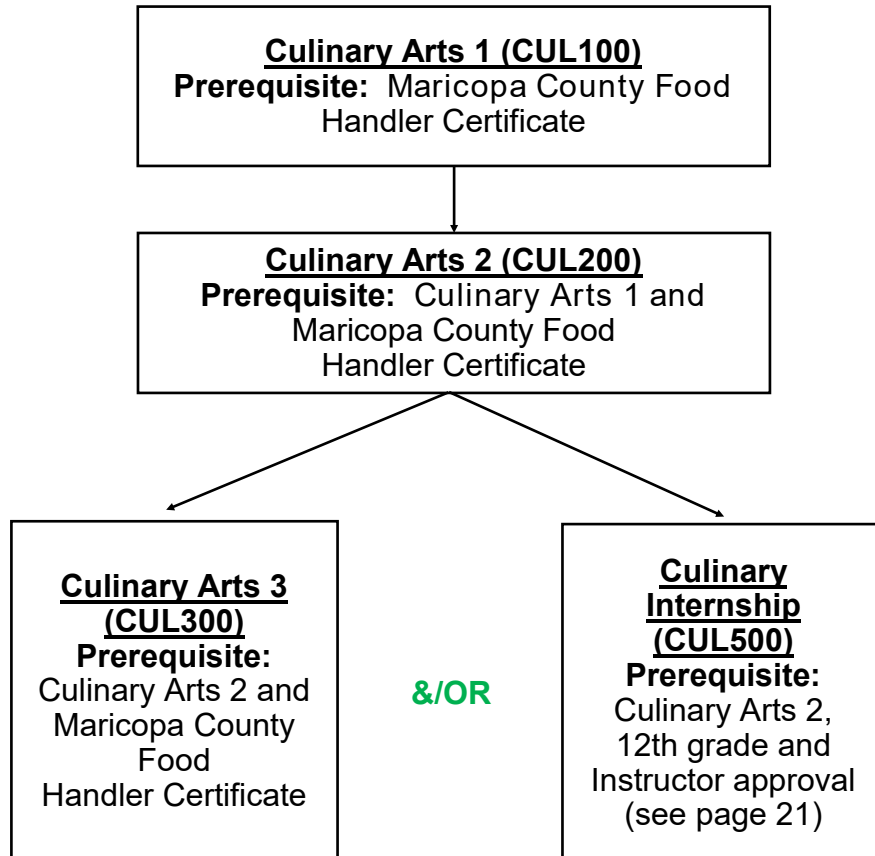 Culinary Arts 1 (CUL100)
Prerequisite: Maricopa County Food
Handler Certificate
Culinary Arts 2 (CUL200)
Prerequisite: Culinary Arts 1 and
Maricopa County Food
Handler Certificate
Culinary Arts 3
(CUL300)
Prerequisite:
Culinary Arts 2 and
Maricopa County
Food
Handler Certificate
&/OR
Culinary
Internship
(CUL500)
Prerequisite:
Culinary Arts 2,
12th grade and
Instructor approval
(see page 21)